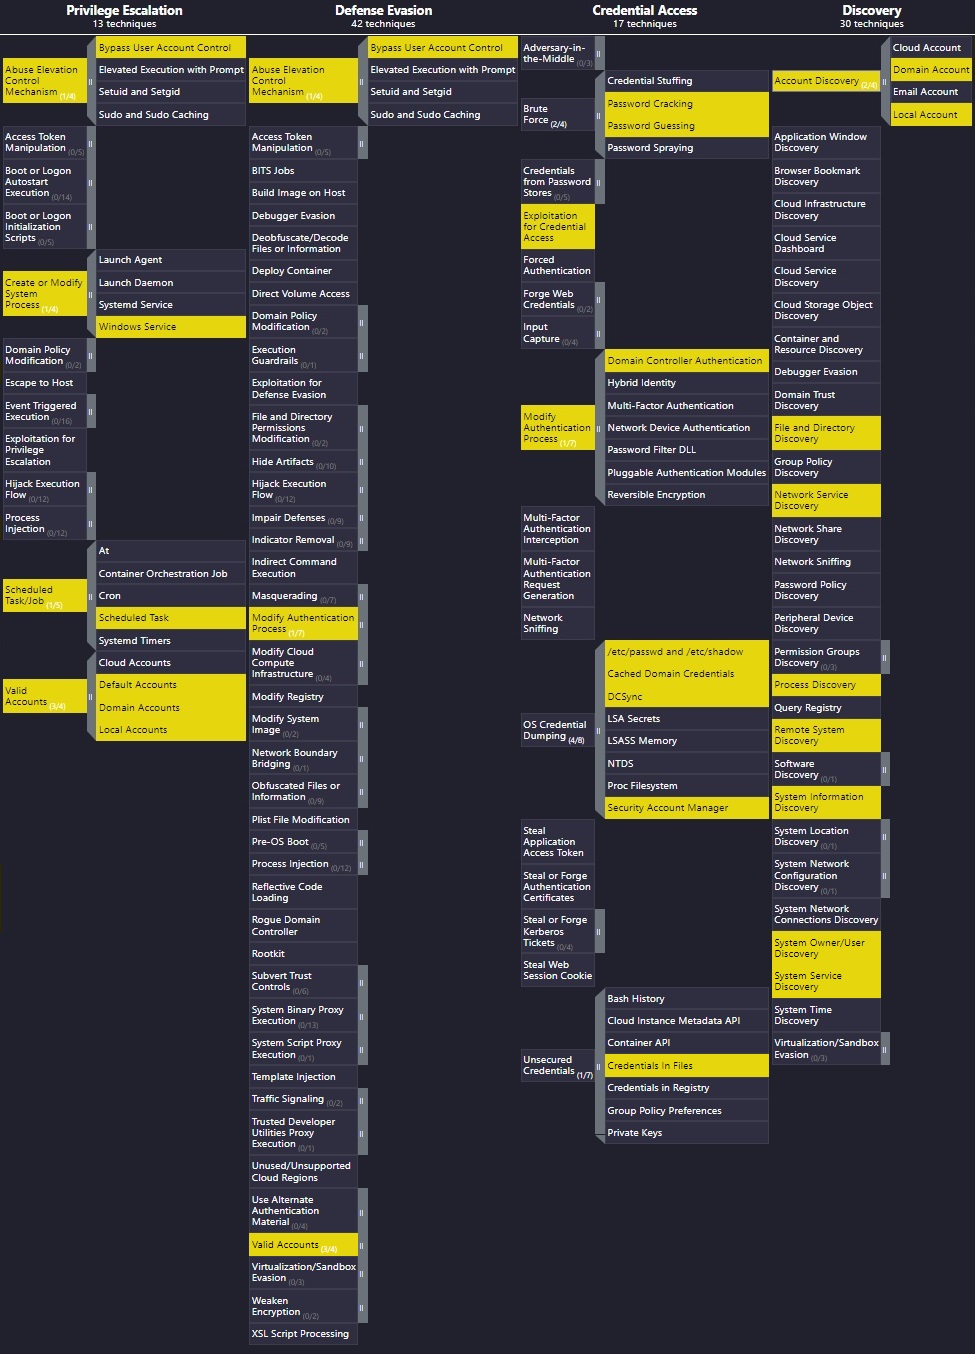 Privilege Escalation
13 techniques
Abuse Elevation
Control
Mechanism (1/4)
Bypass User Account Control
Elevated Execution with Prompt
Setuid and Setgid
Sudo and Sudo Caching
Access Token
Manipulation (0/5)
Boot or Logon
Autostart
Execution (0/14)
Boot or Logon
Initialization
Scripts (0/5)
Create or Modify
System
Process (1/4)
Launch Agent
Launch Daemon
Systemd Service
Windows Service
Domain Policy
Modification (0/2)
Escape to Host
Event Triggered
Execution (0/16)
Exploitation for
Privilege
Escalation
Hijack Execution
Flow (0/12)
Process
Injection (0/12)
Scheduled
Task/Job (1/5)
At
Container Orchestration Job
Cron
Scheduled Task
Systemd Timers
Valid
Accounts (3/4)
Cloud Accounts
Default Accounts
Domain Accounts
Local Accounts
Defense Evasion
42 techniques
Abuse Elevation
Control
Mechanism (1/4)
Bypass User Account Control
Elevated Execution with Prompt
Setuid and Setgid
Sudo and Sudo Caching
Access Token
Manipulation (0/5)
BITS Jobs
Build Image on Host
Debugger Evasion
Deobfuscate/Decode
Files or Information
Deploy Container
Direct Volume Access
Domain Policy
Modification (0/2)
Execution
Guardrails (0/1)
Exploitation for
Defense Evasion
File and Directory
Permissions
Modification (0/2)
Hide Artifacts (0/10)
Hijack Execution
Flow (0/12)
Impair Defenses (0/9)
Indicator Removal (0/9)
Indirect Command
Execution
Masquerading (0/7)
Modify Authentication
Process (1/7)
Modify Cloud
Compute
Infrastructure (0/4)
Modify Registry
Modify System
Image (0/2)
Network Boundary
Bridging (0/1)
Obfuscated Files or
Information (0/9)
Plist File Modification
Pre-OS Boot (0/5)
Process Injection (0/12)
Reflective Code
Loading
Rogue Domain
Controller
Rootkit
Subvert Trust
Controls (0/6)
System Binary Proxy
Execution (0/13)
System Script Proxy
Execution (0/1)
Template Injection
Traffic Signaling (0/2)
Trusted Developer
Utilities Proxy
Execution (0/1)
Unused/Unsupported
Cloud Regions
Use Alternate
Authentication
Material (0/4)
Valid Accounts (3/4)
Virtualization/Sandbox
Evasion (0/3)
Weaken
Encryption (0/2)
XSL Script Processing
Credential Access
17 techniques
Adversary-in-
the-Middle (0/3)
Brute
Force (2/4)
Credential Stuffing
Password Cracking
Password Guessing
Password Spraying
Credentials
from Password
Stores (0/5)
Exploitation
for Credential
Access
Forced
Authentication
Forge Web
Credentials (0/2)
Input
Capture (0/4)
Modify
Authentication
Process (1/7)
Domain Controller Authentication
Hybrid Identity
Multi-Factor Authentication
Network Device Authentication
Password Filter DLL
Pluggable Authentication Modules
Reversible Encryption
Multi-Factor
Authentication
Interception
Multi-Factor
Authentication
Request
Generation
Network
Sniffing
OS Credential
Dumping (4/8)
/etc/passwd and /etc/shadow
Cached Domain Credentials
DCSync
LSA Secrets
LSASS Memory
NTDS
Proc Filesystem
Security Account Manager
Steal
Application
Access Token
Steal or Forge
Authentication
Certificates
Steal or Forge
Kerberos
Tickets (0/4)
Steal Web
Session Cookie
Unsecured
Credentials (1/7)
Bash History
Cloud Instance Metadata API
Container API
Credentials In Files
Credentials in Registry
Group Policy Preferences
Private Keys
Discovery
30 techniques
Account Discovery (2/4)
Cloud Account
Domain Account
Email Account
Local Account
Application Window
Discovery
Browser Bookmark
Discovery
Cloud Infrastructure
Discovery
Cloud Service
Dashboard
Cloud Service
Discovery
Cloud Storage Object
Discovery
Container and
Resource Discovery
Debugger Evasion
Domain Trust
Discovery
File and Directory
Discovery
Group Policy
Discovery
Network Service
Discovery
Network Share
Discovery
Network Sniffing
Password Policy
Discovery
Peripheral Device
Discovery
Permission Groups
Discovery (0/3)
Process Discovery
Query Registry
Remote System
Discovery
Software
Discovery (0/1)
System Information
Discovery
System Location
Discovery (0/1)
System Network
Configuration
Discovery (0/1)
System Network
Connections Discovery
System Owner/User
Discovery
System Service
Discovery
System Time
Discovery
Virtualization/Sandbox
Evasion (0/3)